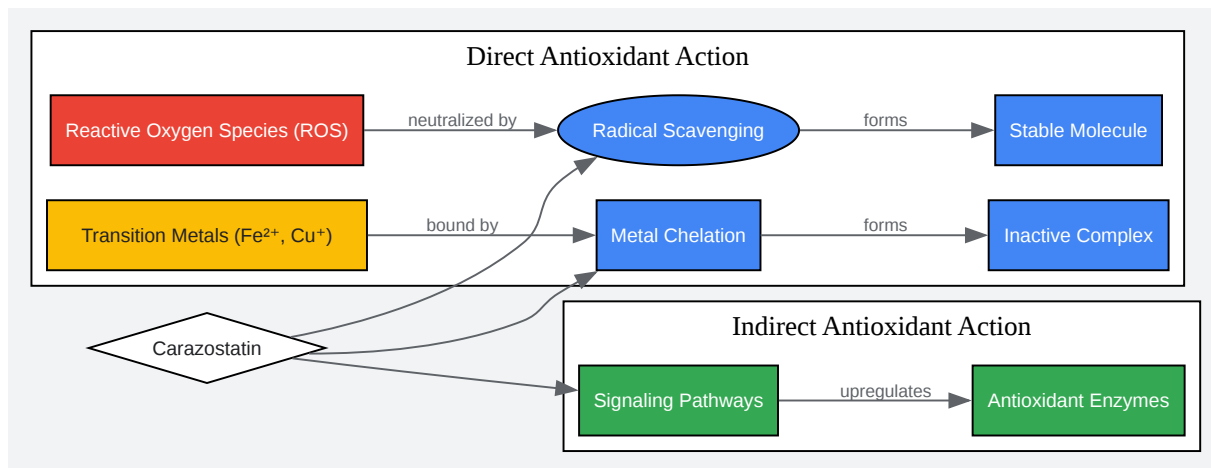 Direct Antioxidant Action
Reactive Oxygen Species (ROS)
neutralized by
Radical Scavenging
forms
Stable Molecule
Transition Metals (Fe²⁺, Cu⁺)
bound by
Metal Chelation
forms
Inactive Complex
Carazostatin
Indirect Antioxidant Action
Signaling Pathways
upregulates
Antioxidant Enzymes